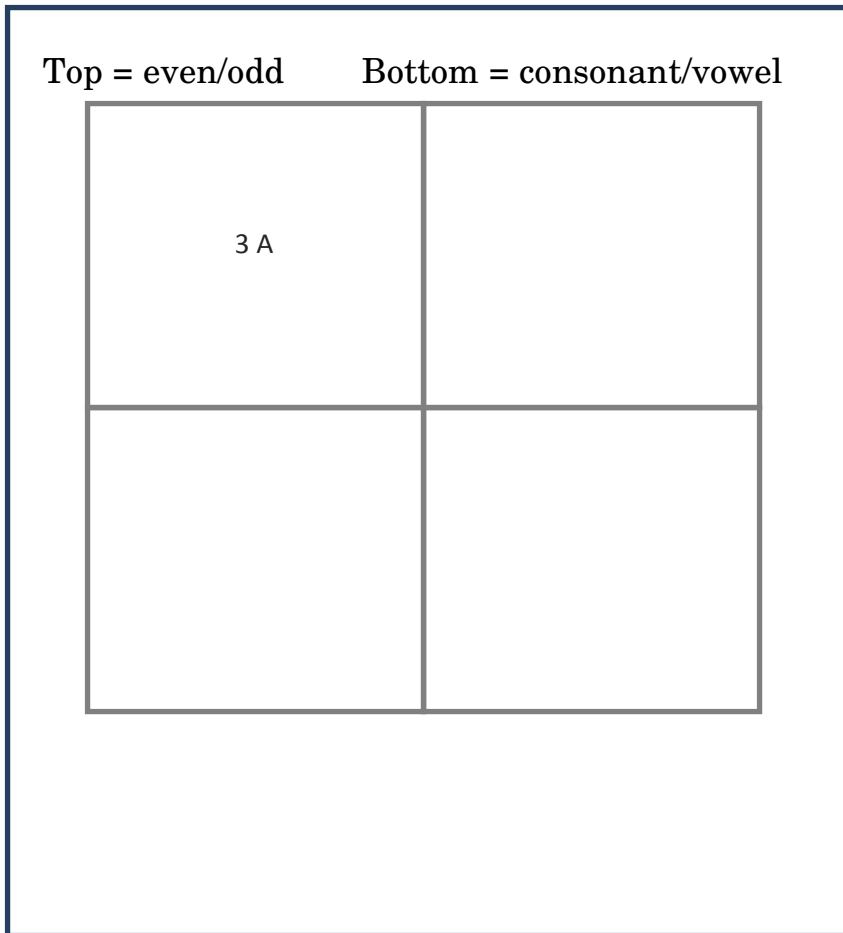 Top = even/odd Bottom = consonant/vowel
3 A